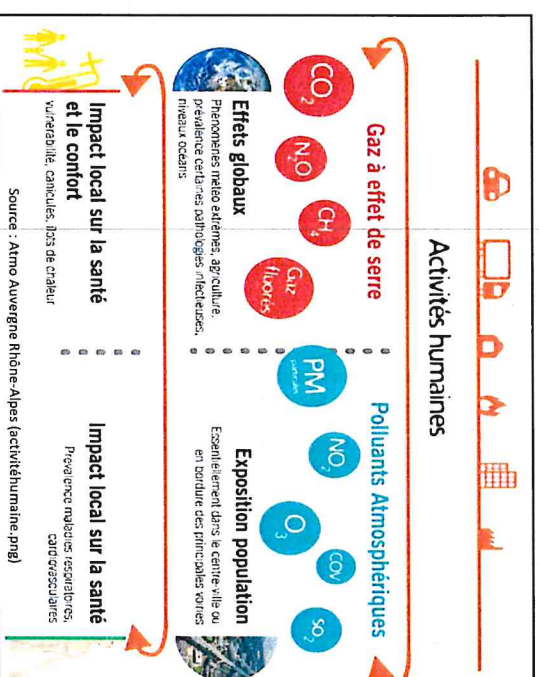 Activités humaines
Gaz à effet de serre
CO2
N2O
CH4
Gaz
fluorés
Effets globaux
Phénomènes météo extrêmes, agriculture,
prévalence certaines pathologies infectieuses,
niveaux océans
Impact local sur la santé
et le confort
vulnérabilité, canicules, îlots de chaleur
Polluants Atmosphériques
PM
particules
NO2
O3
COV
SO2
Exposition population
Essentiellement dans le centre-ville ou
en bordure des principales voiries
Impact local sur la santé
Prévalence maladies respiratoires,
cardiovasculaires
Source : Atmo Auvergne Rhône-Alpes (activitéhumaine.png)